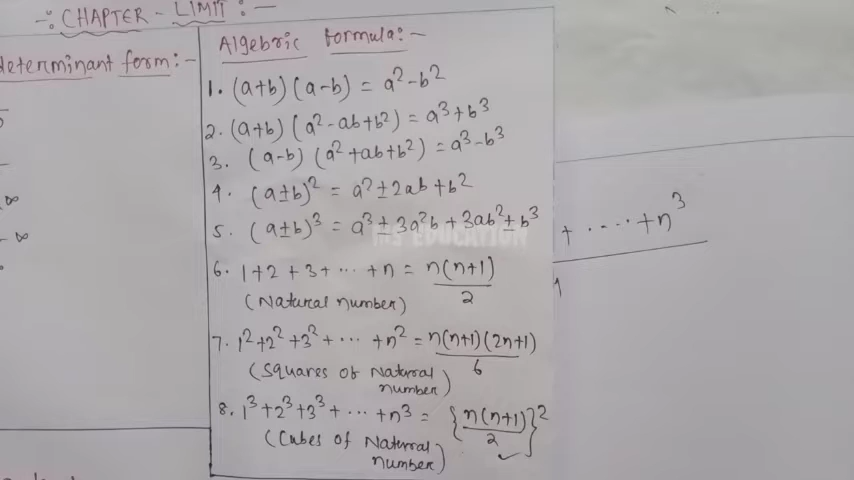 -: CHAPTER - LIMIT :-
determinant form :-
∞
- ∞
Algebric formula:-
1. (a+b) (a-b) = a² - b²
2. (a+b) (a² - ab + b²) = a³ + b³
3. (a-b) (a² + ab + b²) = a³ - b³
4. (a±b)² = a² ± 2ab + b²
5. (a±b)³ = a³ ± 3a²b + 3ab² ± b³
MS EDUCATION
6. 1 + 2 + 3 + ... + n = n(n+1)/2
(Natural number)
7. 1² + 2² + 3² + ... + n² = n(n+1)(2n+1)/6
(Squares of Natural
number)
8. 1³ + 2³ + 3³ + ... + n³ = {n(n+1)/2}²
(Cubes of Natural
number)
+ ..... + n³